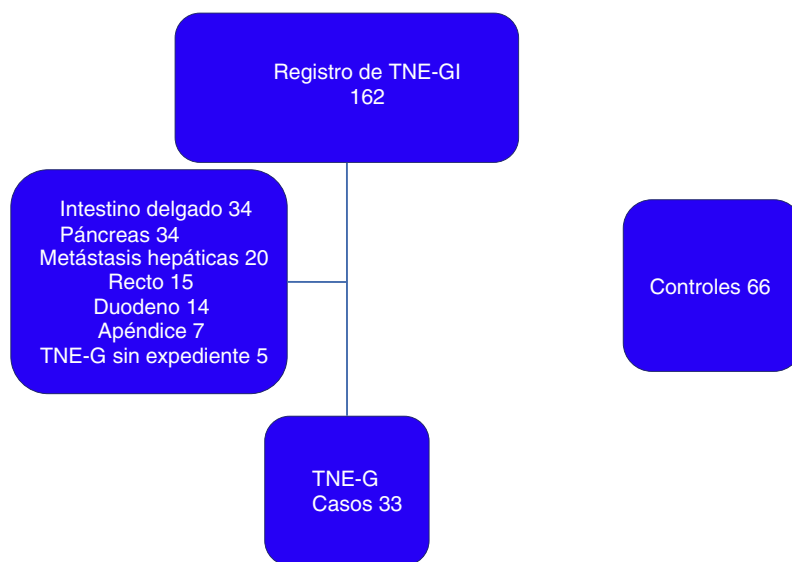 Registro de TNE-GI
162
Intestino delgado 34
Páncreas 34
Metástasis hepáticas 20
Recto 15
Duodeno 14
Apéndice 7
TNE-G sin expediente 5
Controles 66
TNE-G
Casos 33